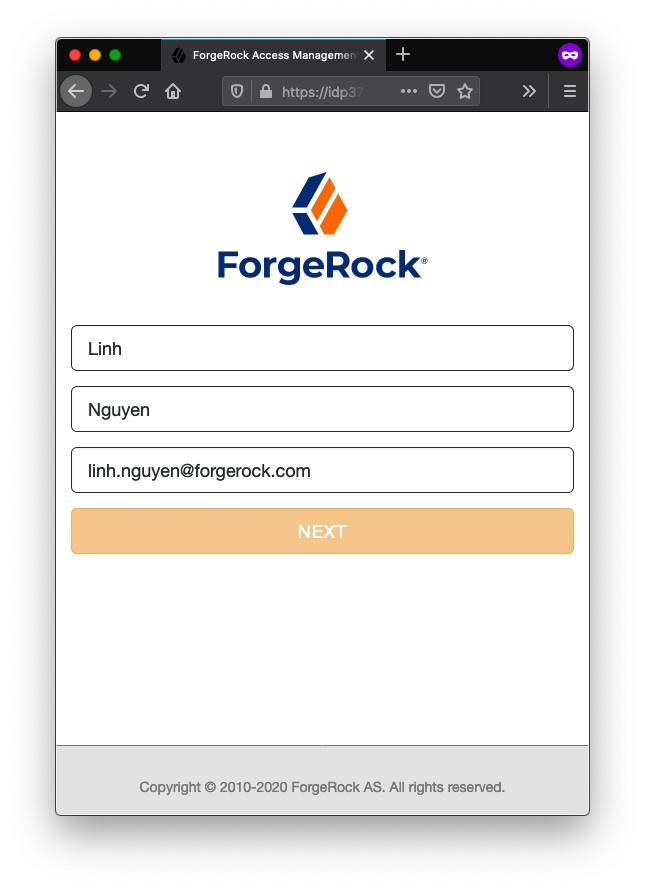 ForgeRock Access Managemen
https://idp37
ForgeRock®
Linh
Nguyen
linh.nguyen@forgerock.com
NEXT
Copyright © 2010-2020 ForgeRock AS. All rights reserved.